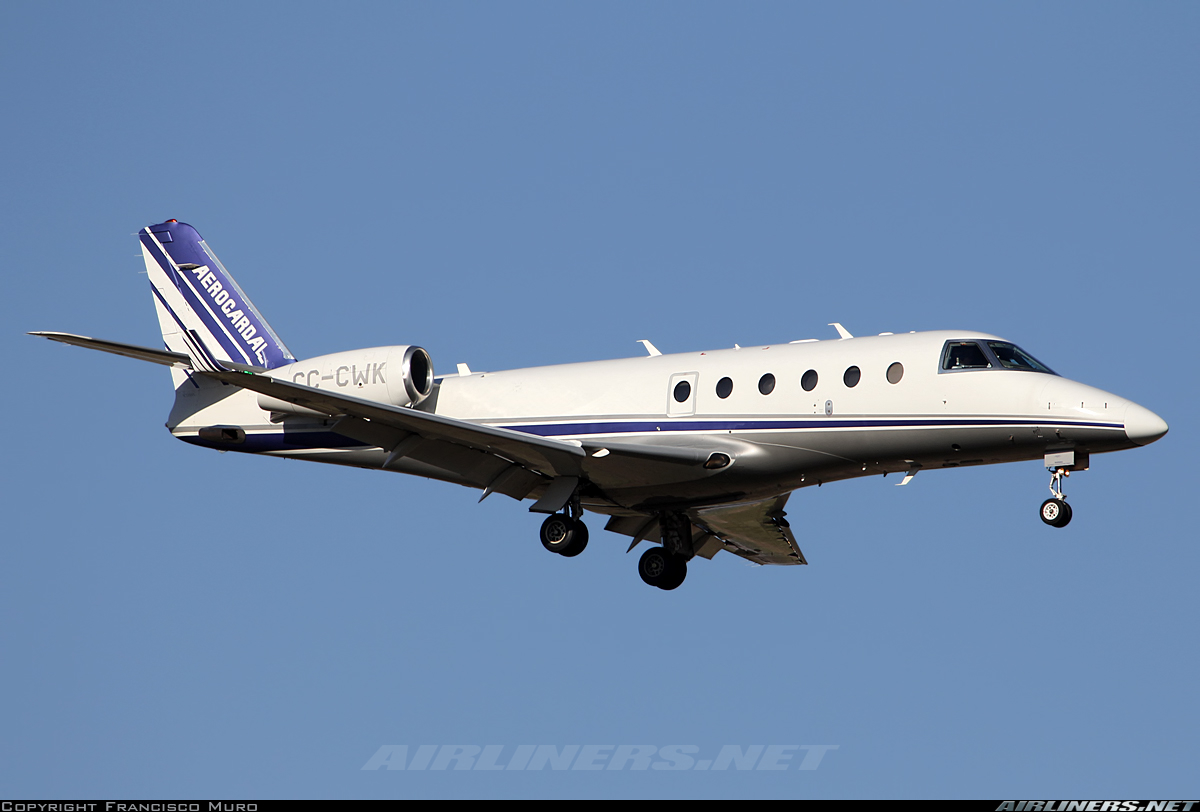 AEROCARDAL
CC-CWK
AIRLINERS.NET
Copyright Francisco Muro
AIRLINERS.NET